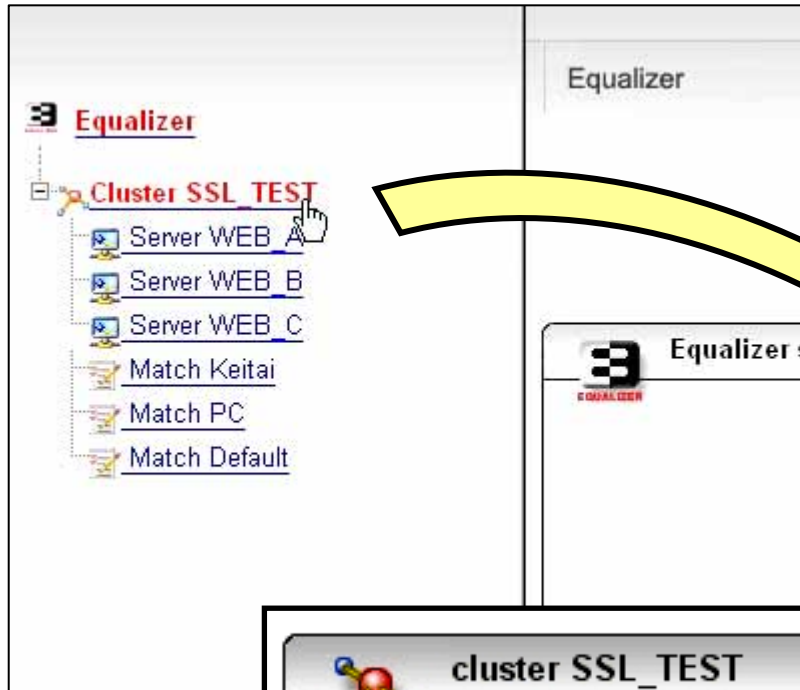 Equalizer
Equalizer
Cluster SSL_TEST
Server WEB_A
Server WEB_B
Server WEB_C
Match Keitai
Match PC
Match Default
Equalizer s
EQUALIZER
cluster SSL_TEST